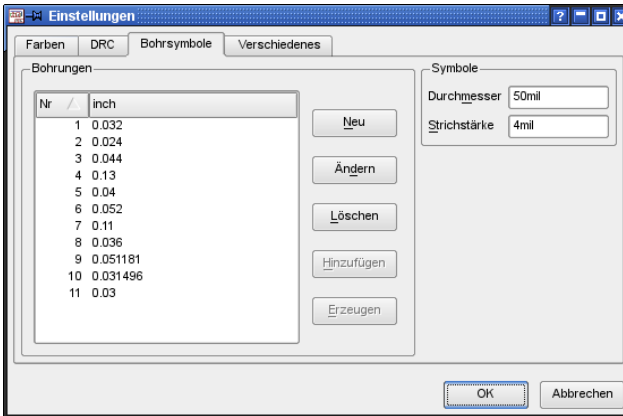 Einstellungen
Farben DRC Bohrsymbole Verschiedenes
Bohrungen
Nr inch
1 0.032
2 0.024
3 0.044
4 0.13
5 0.04
6 0.052
7 0.11
8 0.036
9 0.051181
10 0.031496
11 0.03
Neu
Ändern
Löschen
Hinzufügen
Erzeugen
Symbole
Durchmesser 50mil
Strichstärke 4mil
OK Abbrechen